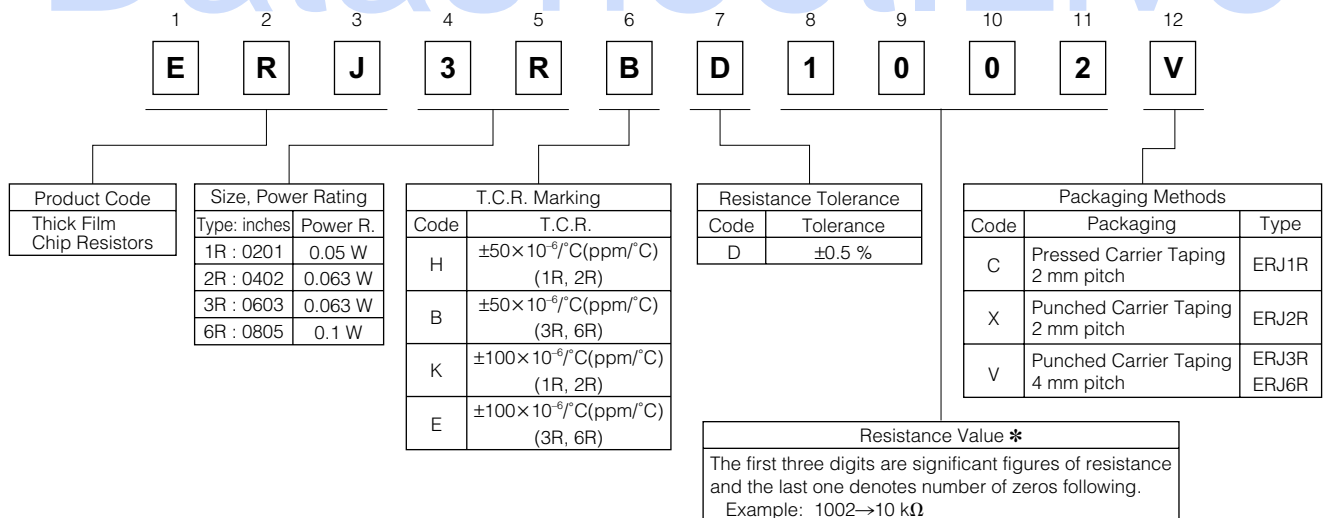 DatasheetLive
1 2 3 4 5 6 7 8 9 10 11 12
E R J 3 R B D 1 0 0 2 V
Product Code
Thick Film
Chip Resistors
Size, Power Rating
Type: inches Power R.
1R : 0201 0.05 W
2R : 0402 0.063 W
3R : 0603 0.063 W
6R : 0805 0.1 W
T.C.R. Marking
Code T.C.R.
H ±50×10⁻⁶/°C(ppm/°C)
(1R, 2R)
B ±50×10⁻⁶/°C(ppm/°C)
(3R, 6R)
K ±100×10⁻⁶/°C(ppm/°C)
(1R, 2R)
E ±100×10⁻⁶/°C(ppm/°C)
(3R, 6R)
Resistance Tolerance
Code Tolerance
D ±0.5 %
Packaging Methods
Code Packaging Type
C Pressed Carrier Taping
2 mm pitch ERJ1R
X Punched Carrier Taping
2 mm pitch ERJ2R
V Punched Carrier Taping ERJ3R
4 mm pitch ERJ6R
Resistance Value ✻
The first three digits are significant figures of resistance
and the last one denotes number of zeros following.
Example: 1002→10 kΩ